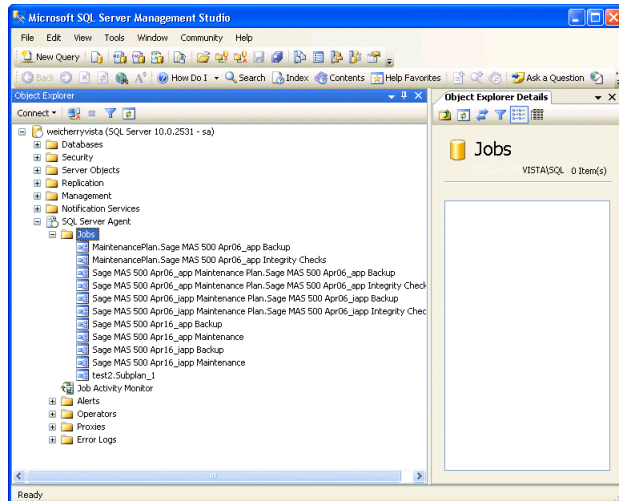 Microsoft SQL Server Management Studio
File Edit View Tools Window Community Help
New Query
Back How Do I Search Index Contents Help Favorites Ask a Question
Object Explorer
Connect
weicherryvista (SQL Server 10.0.2531 - sa)
Databases
Security
Server Objects
Replication
Management
Notification Services
SQL Server Agent
Jobs
MaintenancePlan.Sage MAS 500 Apr06_app Backup
MaintenancePlan.Sage MAS 500 Apr06_app Integrity Checks
Sage MAS 500 Apr06_app Maintenance Plan.Sage MAS 500 Apr06_app Backup
Sage MAS 500 Apr06_app Maintenance Plan.Sage MAS 500 Apr06_app Integrity Check
Sage MAS 500 Apr06_iapp Maintenance Plan.Sage MAS 500 Apr06_iapp Backup
Sage MAS 500 Apr06_iapp Maintenance Plan.Sage MAS 500 Apr06_iapp Integrity Chec
Sage MAS 500 Apr16_app Backup
Sage MAS 500 Apr16_app Maintenance
Sage MAS 500 Apr16_iapp Backup
Sage MAS 500 Apr16_iapp Maintenance
test2.Subplan_1
Job Activity Monitor
Alerts
Operators
Proxies
Error Logs
Object Explorer Details
Jobs
VISTA\SQL 0 Item(s)
Ready